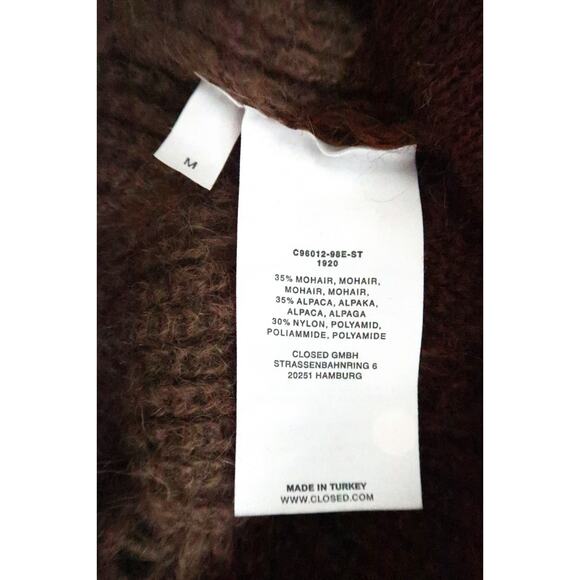 M
C96012-98E-ST
1920
35% MOHAIR, MOHAIR,
MOHAIR, MOHAIR,
35% ALPACA, ALPAKA,
ALPACA, ALPAGA
30% NYLON, POLYAMID,
POLIAMMIDE, POLYAMIDE
CLOSED GMBH
STRASSENBAHNRING 6
20251 HAMBURG
MADE IN TURKEY
WWW.CLOSED.COM